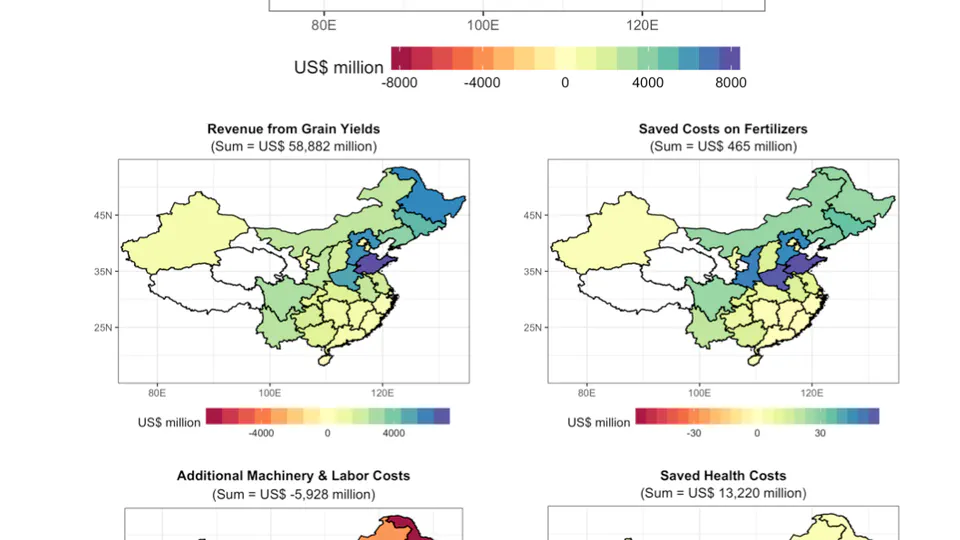 80E 100E 120E
US$ million
-8000 -4000 0 4000 8000
Revenue from Grain Yields
(Sum = US$ 58,882 million)
45N
35N
25N
80E 100E 120E
US$ million
-4000 0 4000
Saved Costs on Fertilizers
(Sum = US$ 465 million)
45N
35N
25N
80E 100E 120E
US$ million
-30 0 30
Additional Machinery & Labor Costs
(Sum = US$ -5,928 million)
Saved Health Costs
(Sum = US$ 13,220 million)